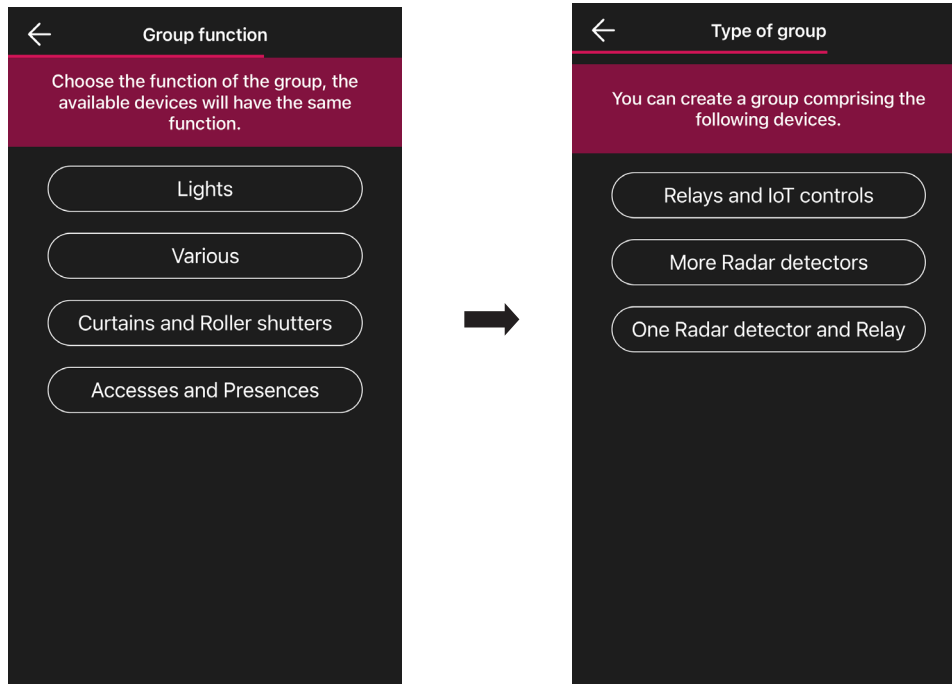 Group function
Choose the function of the group, the
available devices will have the same
function.
Lights
Various
Curtains and Roller shutters
Accesses and Presences
Type of group
You can create a group comprising the
following devices.
Relays and IoT controls
More Radar detectors
One Radar detector and Relay